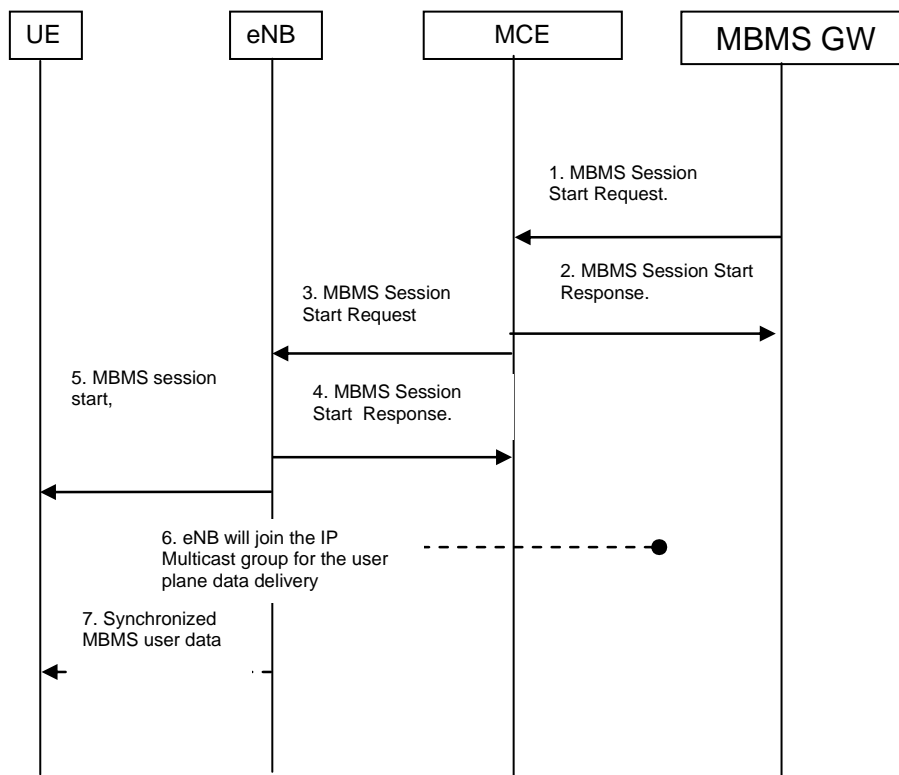 UE
eNB
MCE
MBMS GW
1. MBMS Session
Start Request.
2. MBMS Session Start
Response.
3. MBMS Session
Start Request
4. MBMS Session
Start  Response.
5. MBMS session
start,
6. eNB will join the IP
Multicast group for the user
plane data delivery
7. Synchronized
MBMS user data